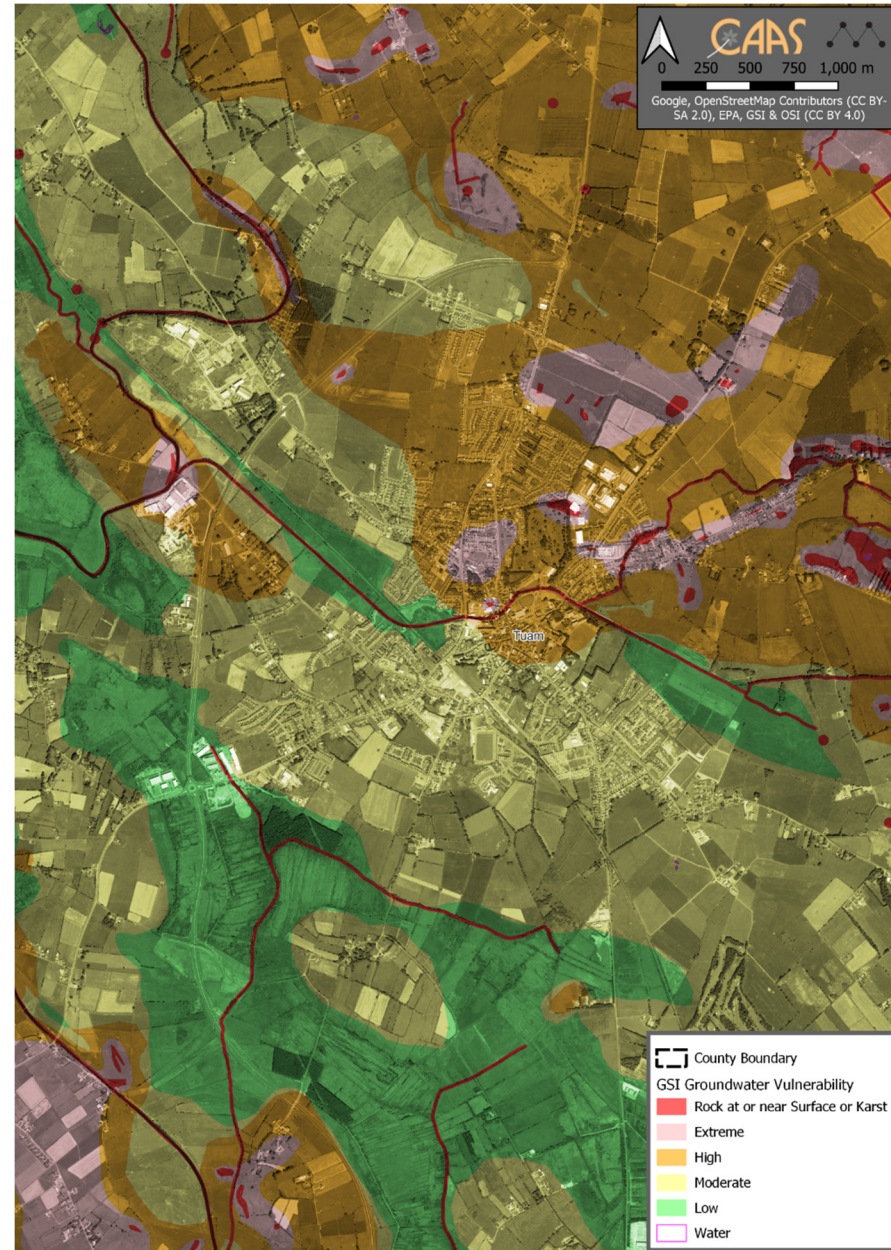 CAAS
0 250 500 750 1,000 m
Google, OpenStreetMap Contributors (CC BY-
SA 2.0), EPA, GSI & OSI (CC BY 4.0)
Tuam
County Boundary
GSI Groundwater Vulnerability
Rock at or near Surface or Karst
Extreme
High
Moderate
Low
Water